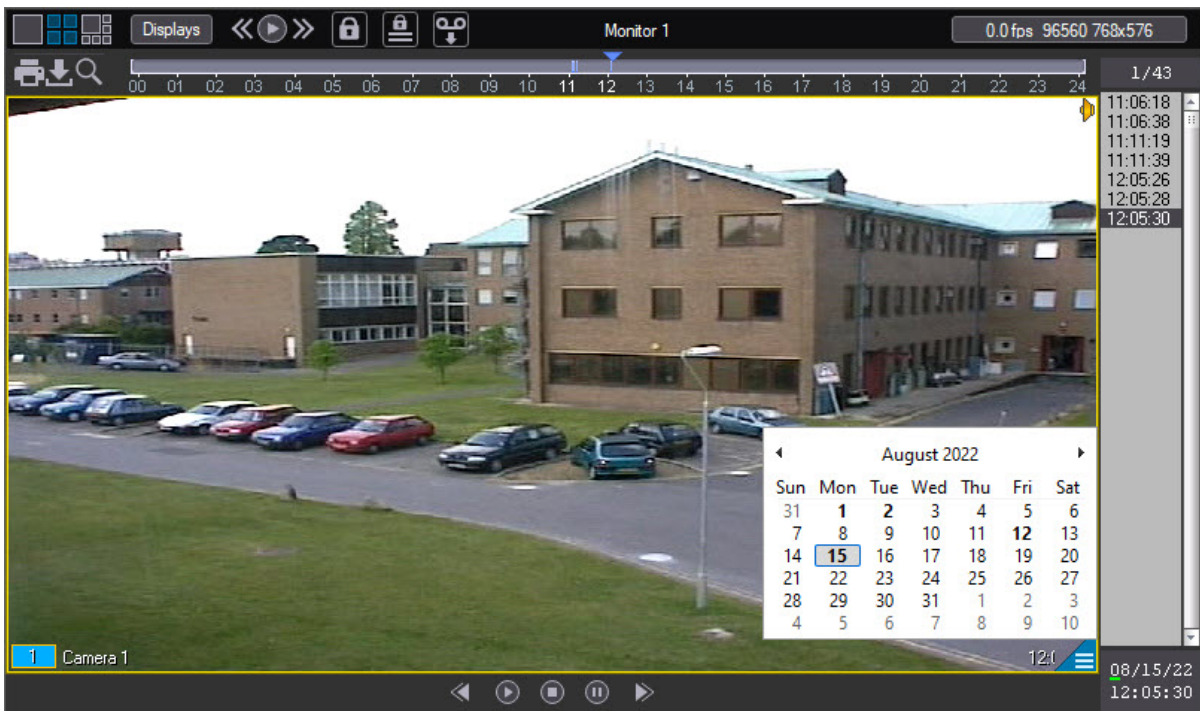 Displays
Monitor 1
0.0 fps 96560 768x576
00 01 02 03 04 05 06 07 08 09 10 11 12 13 14 15 16 17 18 19 20 21 22 23 24
1/43
11:06:18
11:06:38
11:11:19
11:11:39
12:05:26
12:05:28
12:05:30
August 2022
Sun Mon Tue Wed Thu Fri Sat
31 1 2 3 4 5 6
7 8 9 10 11 12 13
14 15 16 17 18 19 20
21 22 23 24 25 26 27
28 29 30 31 1 2 3
4 5 6 7 8 9 10
1 Camera 1
08/15/22
12:05:30